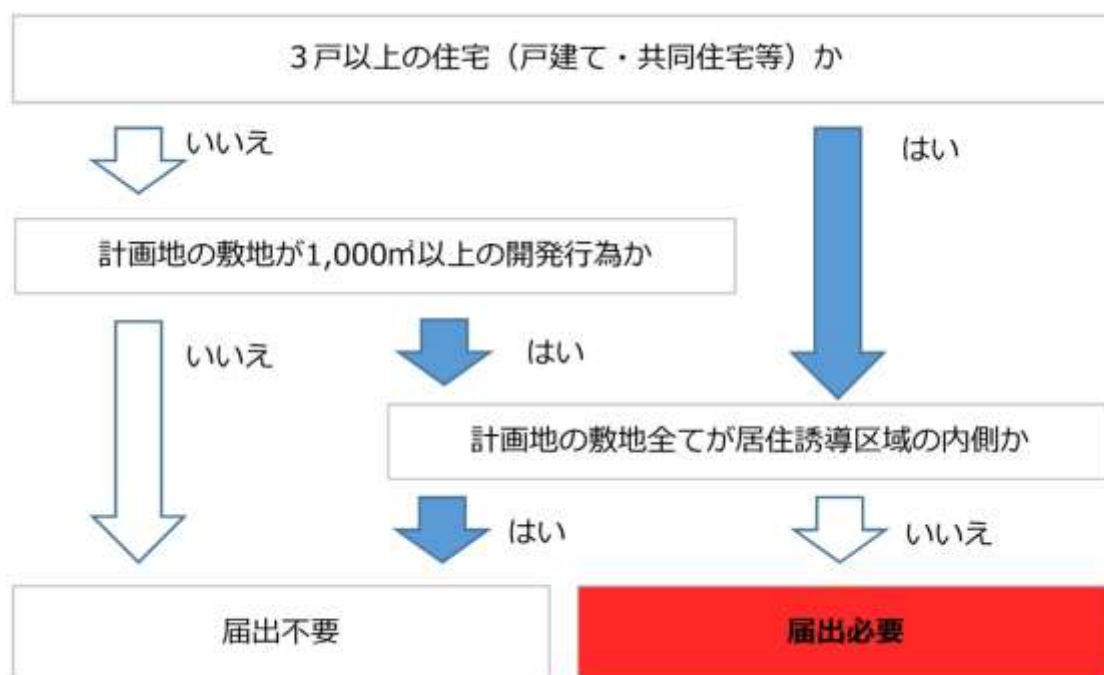 ３戸以上の住宅（戸建て・共同住宅等）か
いいえ
はい
計画地の敷地が1,000㎡以上の開発行為か
いいえ
はい
計画地の敷地全てが居住誘導区域の内側か
はい
いいえ
届出不要
届出必要